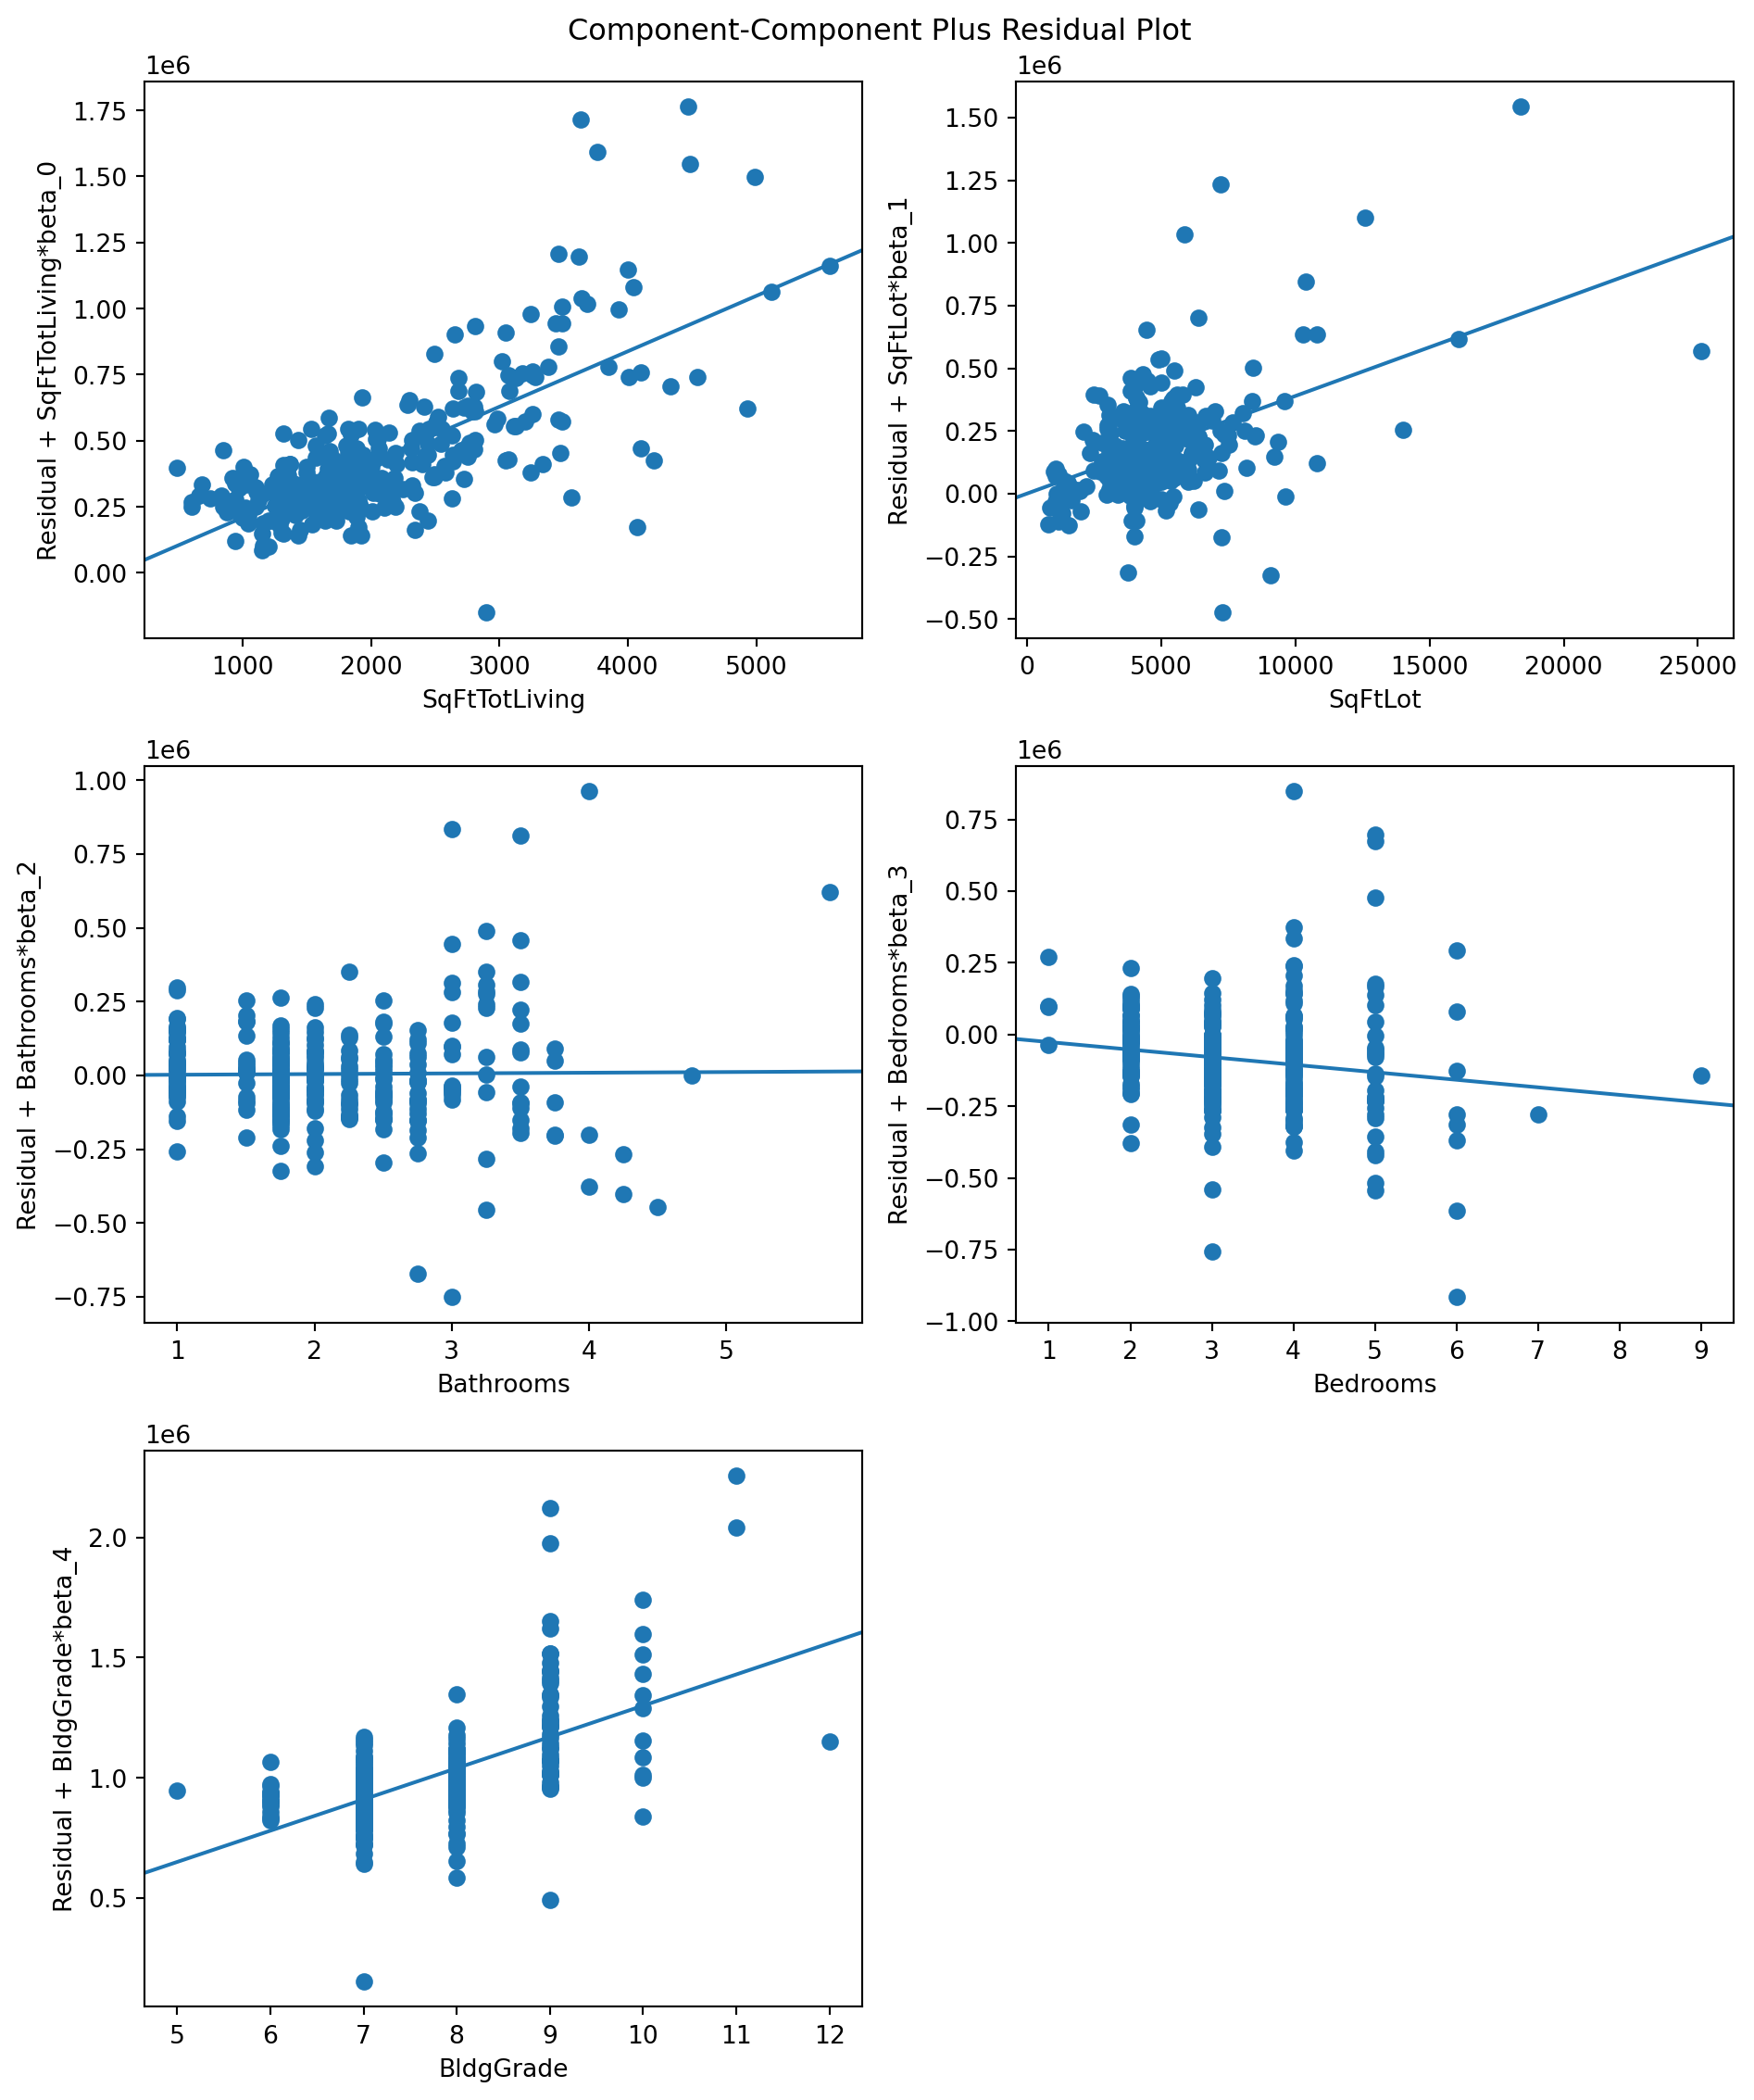 Component-Component Plus Residual Plot
1e6
1.75
1.50
1.25
1.00
0.75
0.50
0.25
0.00
Residual + SqFtTotLiving*beta_0
1000 2000 3000 4000 5000
SqFtTotLiving
1e6
1.50
1.25
1.00
0.75
0.50
0.25
0.00
−0.25
−0.50
Residual + SqFtLot*beta_1
0 5000 10000 15000 20000 25000
SqFtLot
1e6
1.00
0.75
0.50
0.25
0.00
−0.25
−0.50
−0.75
Residual + Bathrooms*beta_2
1 2 3 4 5
Bathrooms
1e6
0.75
0.50
0.25
0.00
−0.25
−0.50
−0.75
−1.00
Residual + Bedrooms*beta_3
1 2 3 4 5 6 7 8 9
Bedrooms
1e6
2.0
1.5
1.0
0.5
Residual + BldgGrade*beta_4
5 6 7 8 9 10 11 12
BldgGrade